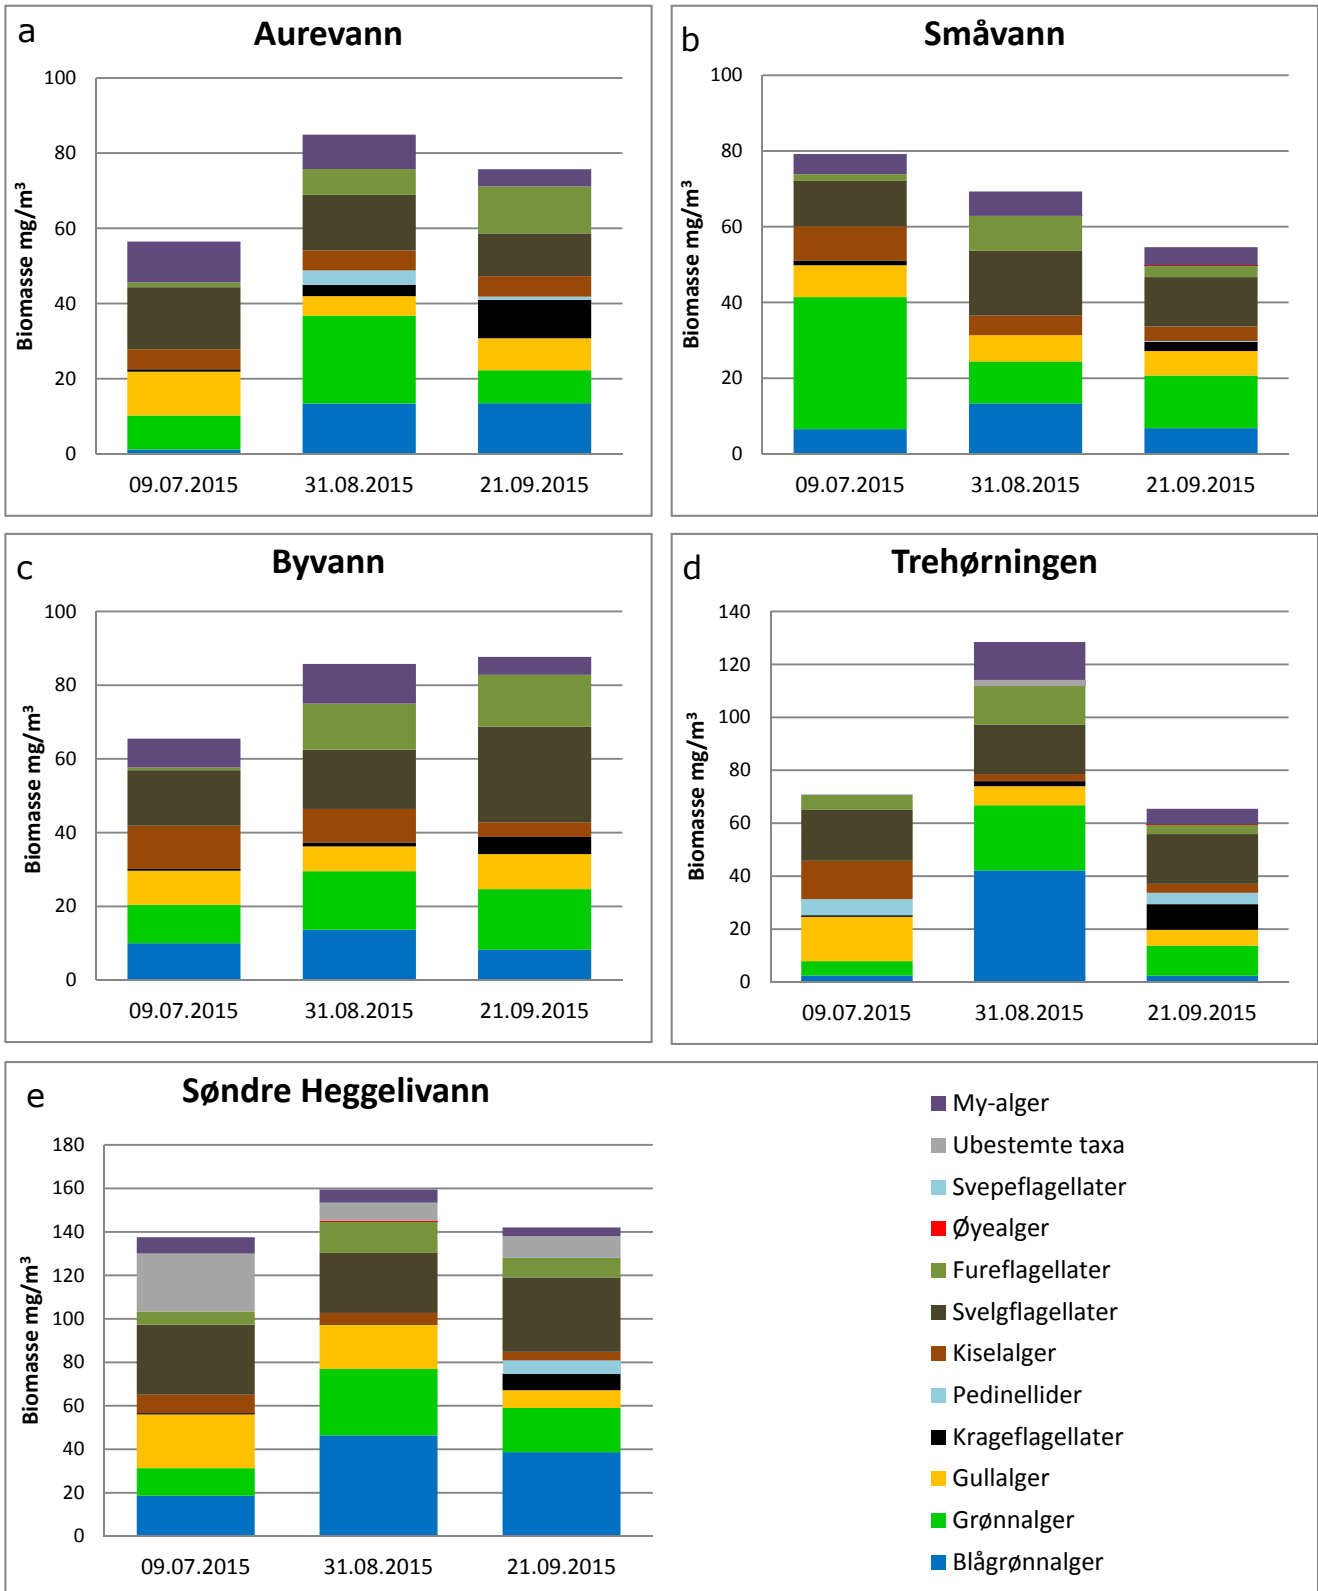 a
Aurevann
Biomasse mg/m³
100
80
60
40
20
0
09.07.2015 31.08.2015 21.09.2015
b
Småvann
Biomasse mg/m³
100
80
60
40
20
0
09.07.2015 31.08.2015 21.09.2015
c
Byvann
Biomasse mg/m³
100
80
60
40
20
0
09.07.2015 31.08.2015 21.09.2015
d
Trehørningen
Biomasse mg/m³
140
120
100
80
60
40
20
0
09.07.2015 31.08.2015 21.09.2015
e
Søndre Heggelivann
Biomasse mg/m³
180
160
140
120
100
80
60
40
20
0
09.07.2015 31.08.2015 21.09.2015
My-alger
Ubestemte taxa
Svepeflagellater
Øyealger
Fureflagellater
Svelgflagellater
Kiselalger
Pedinellider
Krageflagellater
Gullalger
Grønnalger
Blågrønnalger